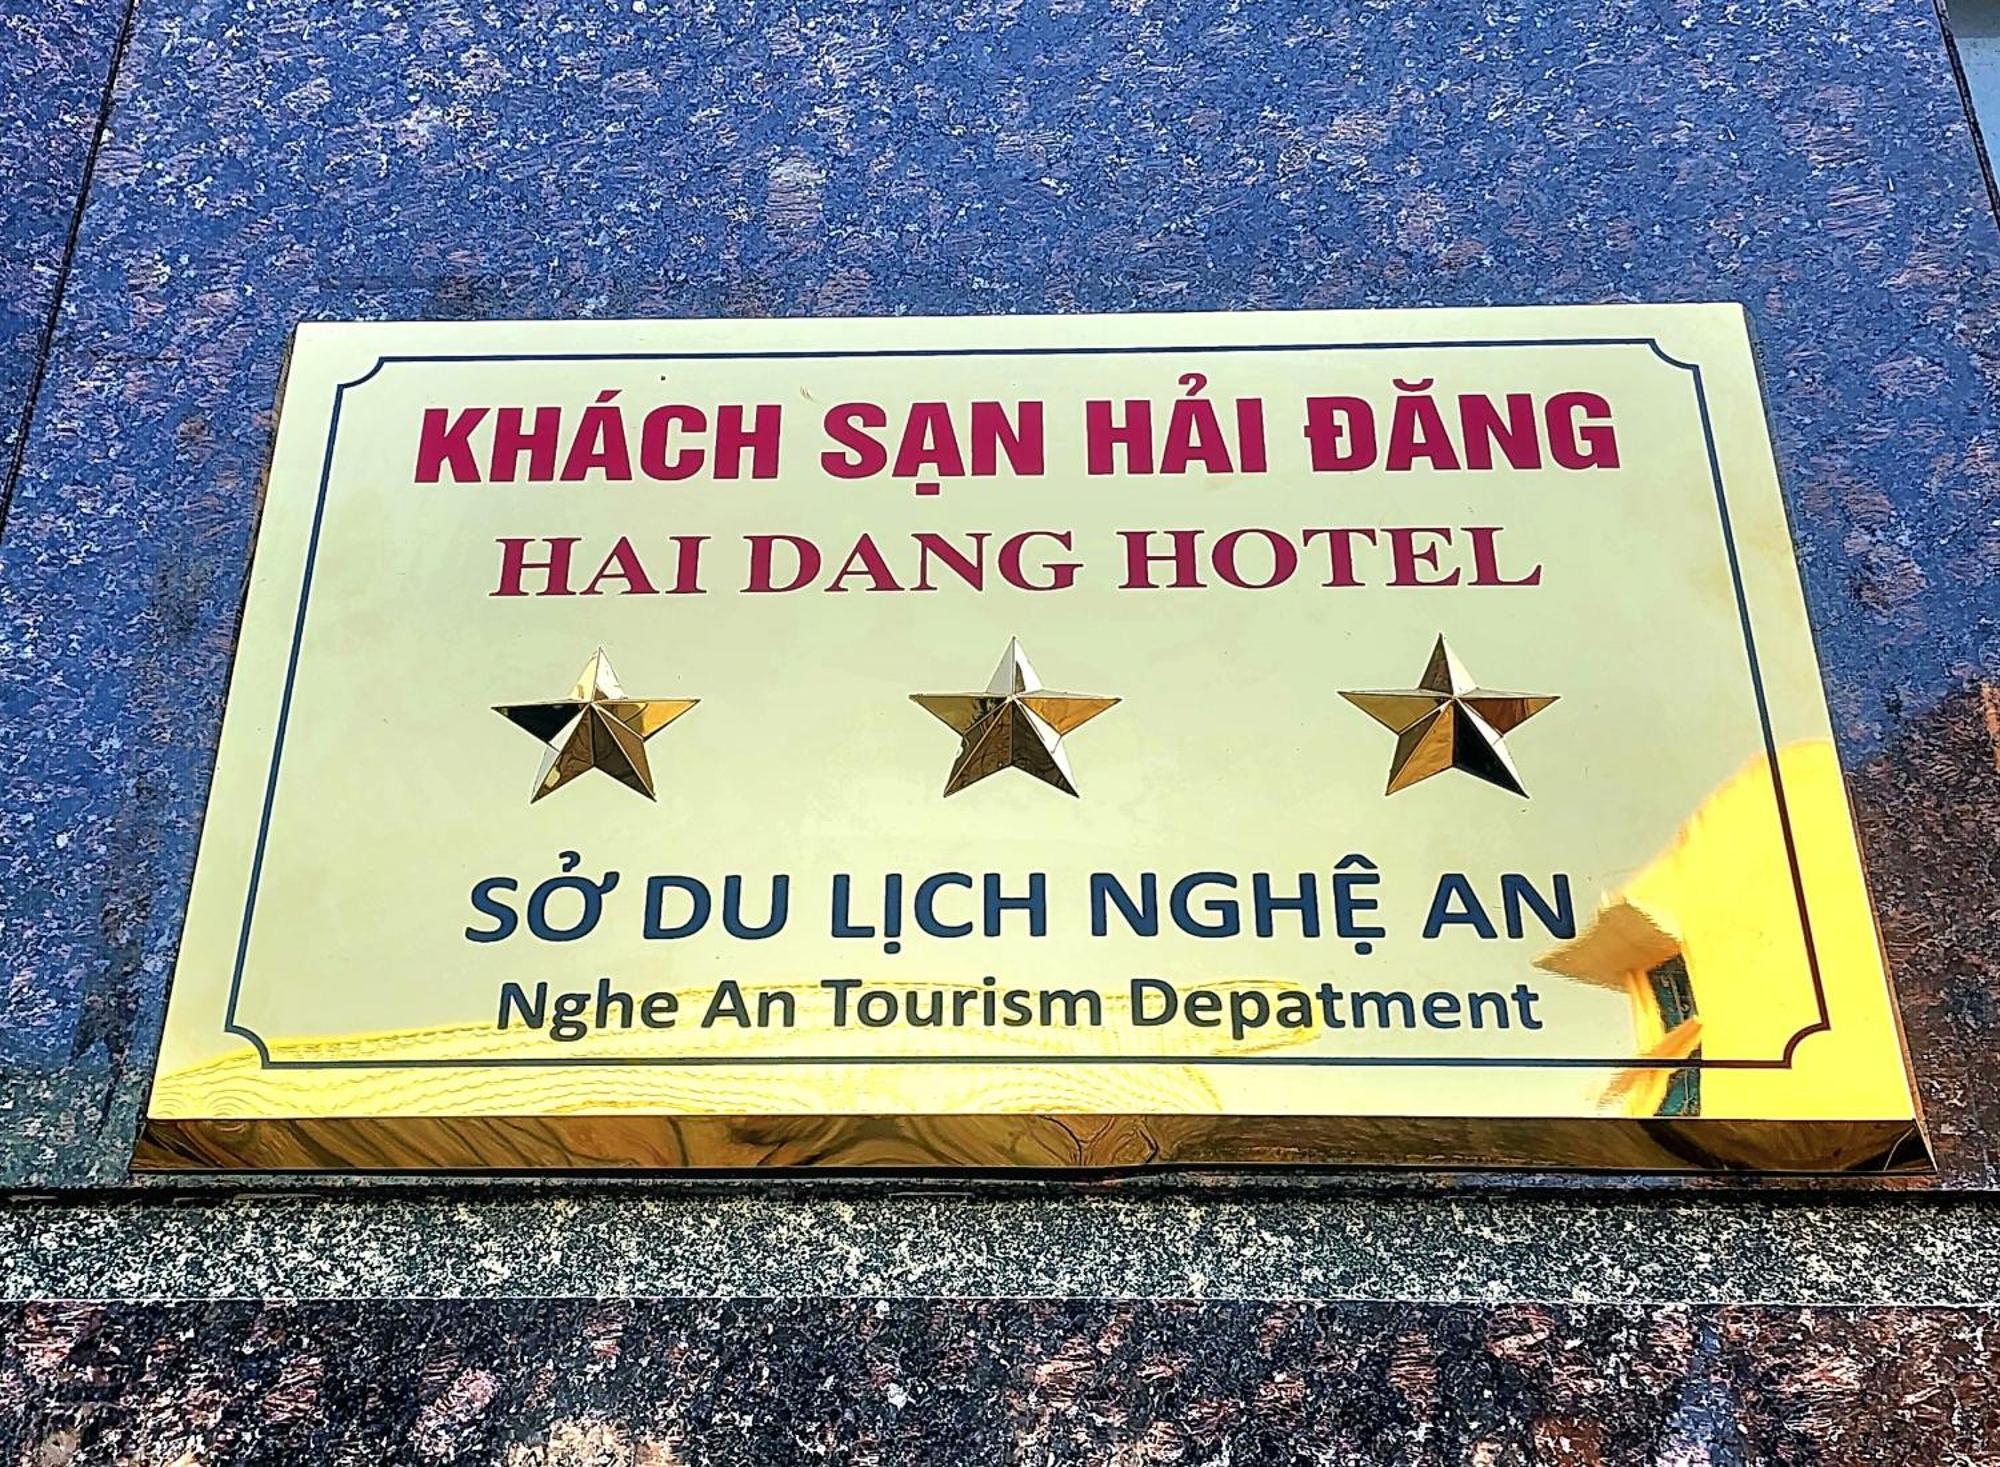 KHÁCH SẠN HẢI ĐĂNG
HAI DANG HOTEL
SỞ DU LỊCH NGHỆ AN
Nghe An Tourism Depatment